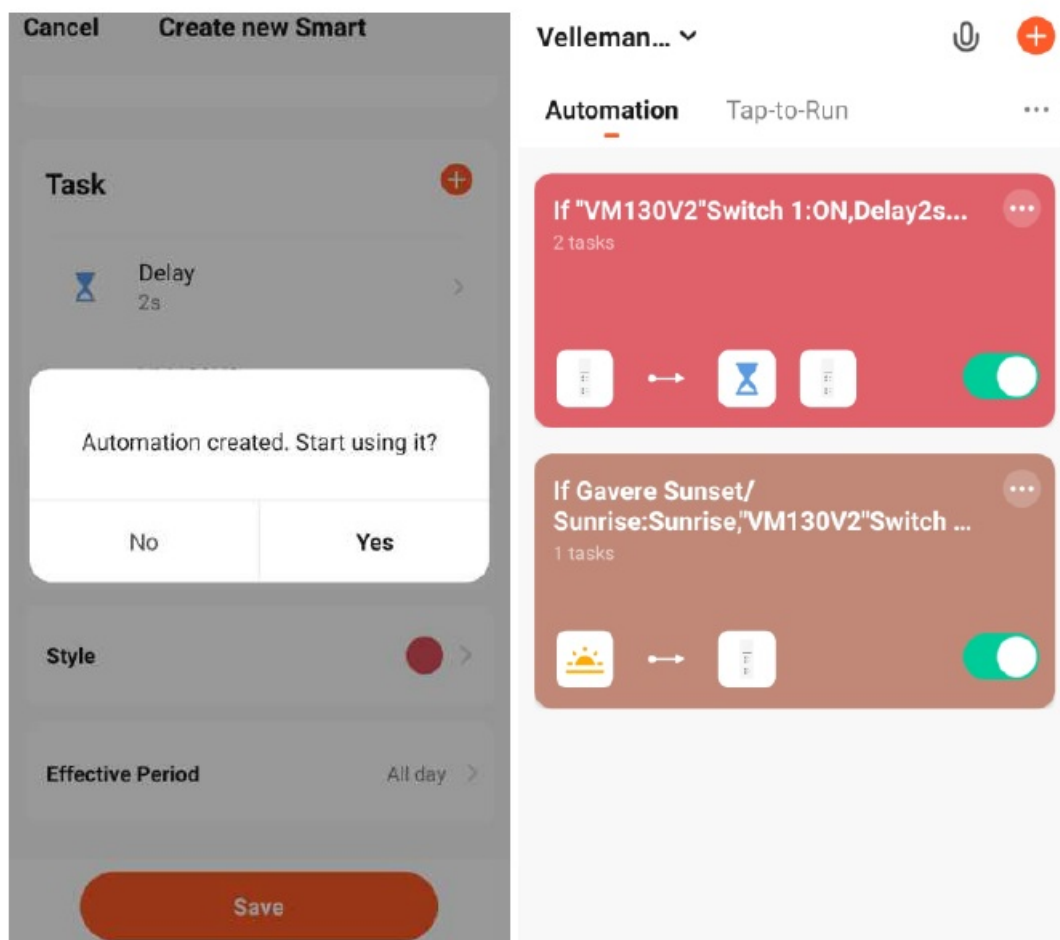 Cancel Create new Smart
Task
Delay
2s
Automation created. Start using it?
No Yes
Style
Effective Period All day
Save
Velleman...
Automation Tap-to-Run
If "VM130V2"Switch 1:ON,Delay2s...
2 tasks
If Gavere Sunset/
Sunrise:Sunrise,"VM130V2"Switch ...
1 tasks